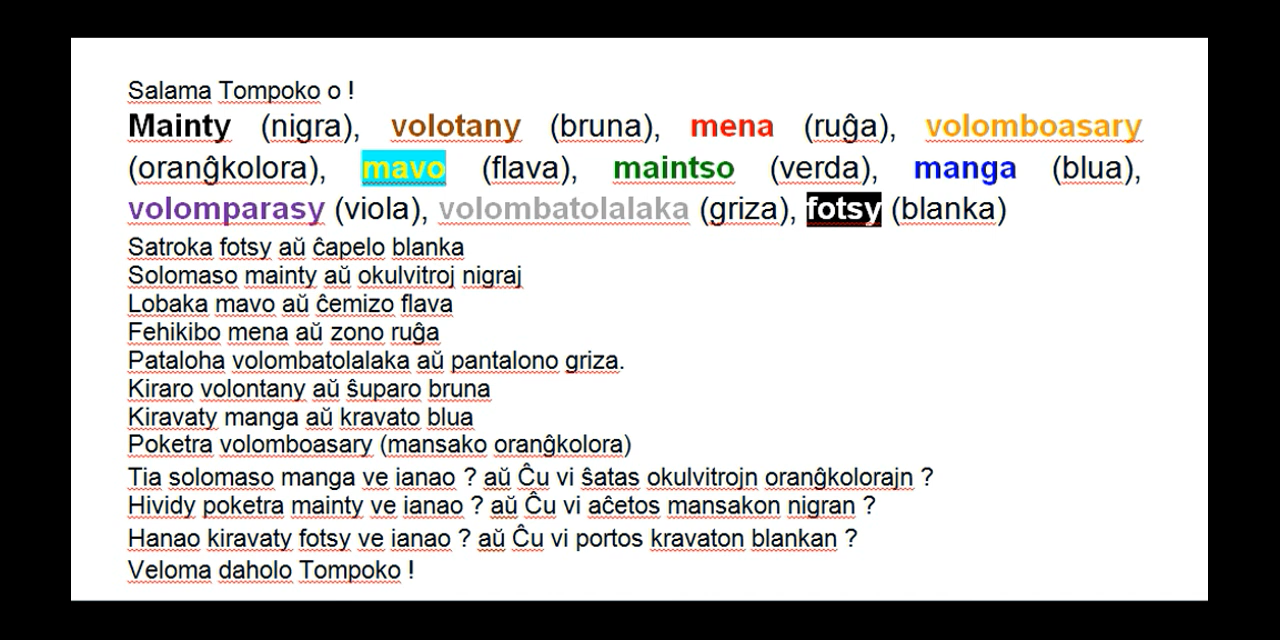 Salama Tompoko o !
Mainty (nigra), volotany (bruna), mena (ruĝa), volomboasary
(oranĝkolora), mavo (flava), maintso (verda), manga (blua),
volomparasy (viola), volombatolalaka (griza), fotsy (blanka)
Satroka fotsy aŭ ĉapelo blanka
Solomaso mainty aŭ okulvitroj nigraj
Lobaka mavo aŭ ĉemizo flava
Fehikibo mena aŭ zono ruĝa
Pataloha volombatolalaka aŭ pantalono griza.
Kiraro volontany aŭ ŝuparo bruna
Kiravaty manga aŭ kravato blua
Poketra volomboasary (mansako oranĝkolora)
Tia solomaso manga ve ianao ? aŭ Ĉu vi ŝatas okulvitrojn oranĝkolorajn ?
Hividy poketra mainty ve ianao ? aŭ Ĉu vi aĉetos mansakon nigran ?
Hanao kiravaty fotsy ve ianao ? aŭ Ĉu vi portos kravaton blankan ?
Veloma daholo Tompoko !